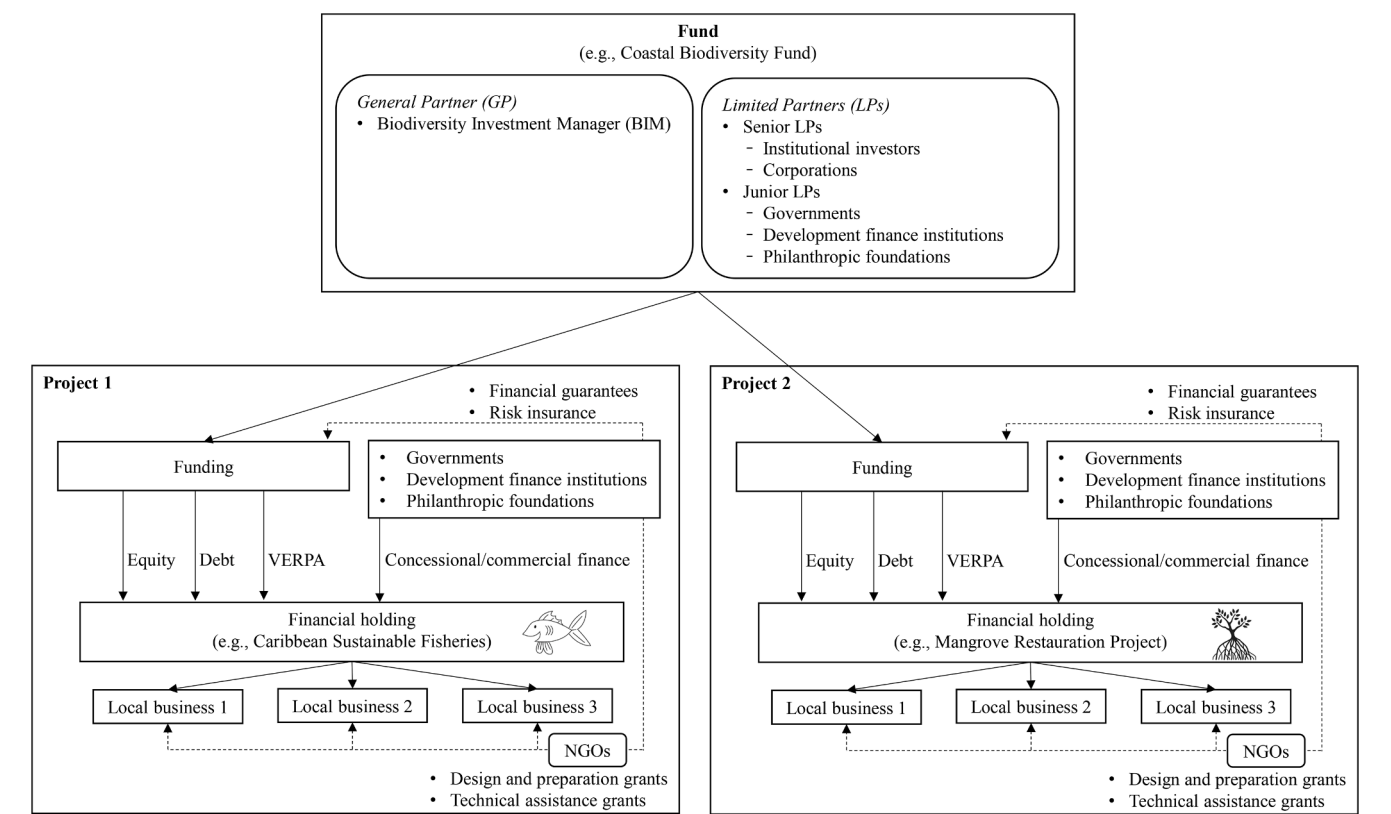 Fund
(e.g., Coastal Biodiversity Fund)
General Partner (GP)
• Biodiversity Investment Manager (BIM)
Limited Partners (LPs)
• Senior LPs
- Institutional investors
- Corporations
• Junior LPs
- Governments
- Development finance institutions
- Philanthropic foundations
Project 1
• Financial guarantees
• Risk insurance
Funding
• Governments
• Development finance institutions
• Philanthropic foundations
Equity
Debt
VERPA
Concessional/commercial finance
Financial holding
(e.g., Caribbean Sustainable Fisheries)
Local business 1
Local business 2
Local business 3
NGOs
• Design and preparation grants
• Technical assistance grants
Project 2
• Financial guarantees
• Risk insurance
Funding
• Governments
• Development finance institutions
• Philanthropic foundations
Equity
Debt
VERPA
Concessional/commercial finance
Financial holding
(e.g., Mangrove Restauration Project)
Local business 1
Local business 2
Local business 3
NGOs
• Design and preparation grants
• Technical assistance grants